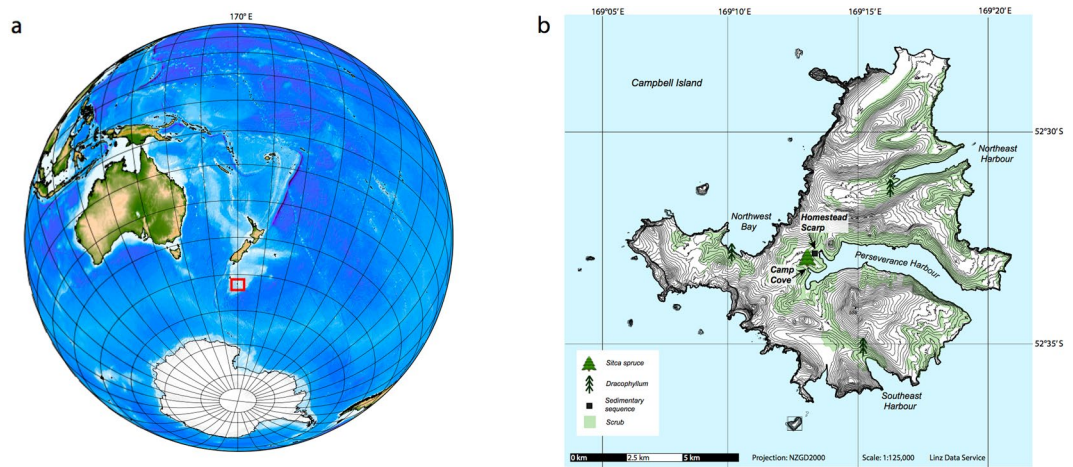 a
170° E
b
169°05'E
169°10'E
169°15'E
169°20'E
Campbell Island
52°30'S
Northeast
Harbour
Northwest
Bay
Homestead
Scarp
Perseverance Harbour
Camp
Cove
52°35'S
Southeast
Harbour
Sitca spruce
Dracophyllum
Sedimentary
sequence
Scrub
0 km
2.5 km
5 km
Projection: NZGD2000
Scale: 1:125,000
Linz Data Service